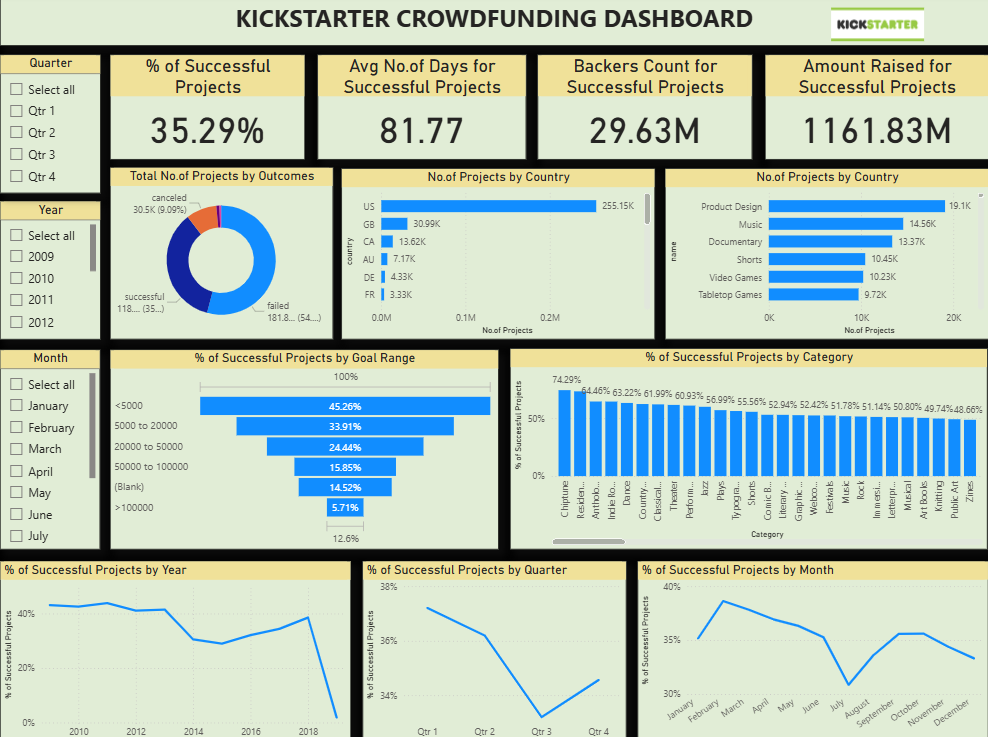 KICKSTARTER CROWDFUNDING DASHBOARD
KICKSTARTER
Quarter
Select all
Qtr 1
Qtr 2
Qtr 3
Qtr 4
% of Successful
Projects
35.29%
Avg No.of Days for
Successful Projects
81.77
Backers Count for
Successful Projects
29.63M
Amount Raised for
Successful Projects
1161.83M
Year
Select all
2009
2010
2011
2012
Total No.of Projects by Outcomes
canceled
30.5K (9.09%)
successful
118.... (35...)
failed
181.8... (54....)
No.of Projects by Country
country
US
255.15K
GB
30.99K
CA
13.62K
AU
7.17K
DE
4.33K
FR
3.33K
0.0M
0.1M
0.2M
No.of Projects
No.of Projects by Country
name
Product Design
19.1K
Music
14.56K
Documentary
13.37K
Shorts
10.45K
Video Games
10.23K
Tabletop Games
9.72K
0K
10K
20K
No.of Projects
Month
Select all
January
February
March
April
May
June
July
% of Successful Projects by Goal Range
100%
<5000
45.26%
5000 to 20000
33.91%
20000 to 50000
24.44%
50000 to 100000
15.85%
(Blank)
14.52%
>100000
5.71%
12.6%
% of Successful Projects by Category
% of Successful Projects
50%
0%
74.29%
64.46%
63.22%
61.99%
60.93%
56.99%
55.56%
52.94%
52.42%
51.78%
51.14%
50.80%
49.74%
48.66%
Chiptune
Residen...
Antholo...
Indie Ro...
Dance
Country...
Classical...
Theater
Perform...
Jazz
Plays
Typogra...
Shorts
Comic B...
Literary ...
Graphic ...
Webco...
Festivals
Music
Rock
Immersi...
Letterpr...
Musical
Art Books
Knitting
Public Art
Zines
Category
% of Successful Projects by Year
% of Successful Projects
40%
20%
0%
2010
2012
2014
2016
2018
% of Successful Projects by Quarter
% of Successful Projects
38%
36%
34%
Qtr 1
Qtr 2
Qtr 3
Qtr 4
% of Successful Projects by Month
% of Successful Projects
40%
35%
30%
January
February
March
April
May
June
July
August
September
October
November
December